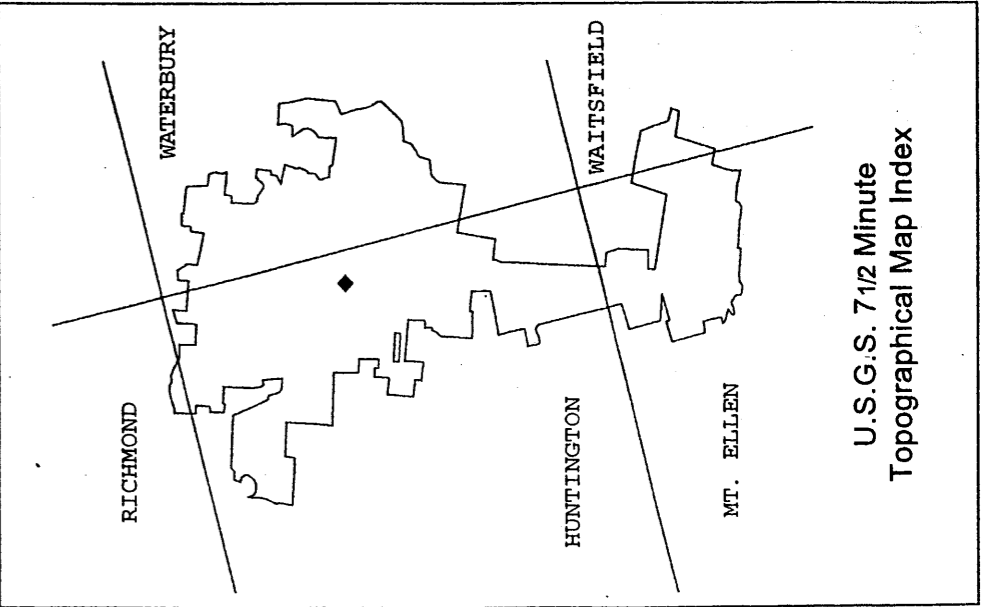 WATERBURY
WAITSFIELD
RICHMOND
HUNTINGTON
MT. ELLEN
U.S.G.S. 7 1/2 Minute
Topographical Map Index